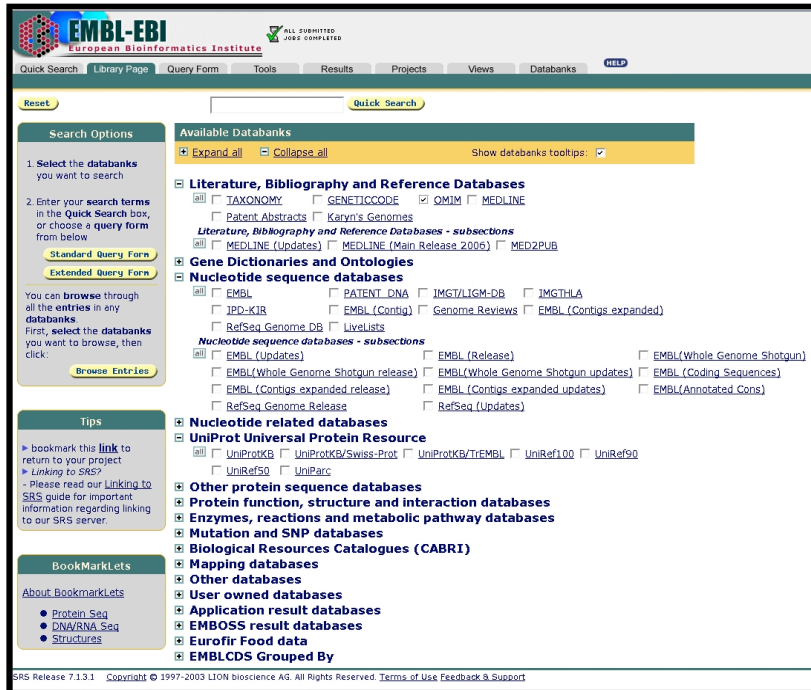 EMBL-EBI
European Bioinformatics Institute
ALL SUBMITTED
JOBS COMPLETED
Quick Search Library Page Query Form Tools Results Projects Views Databanks HELP
Reset Quick Search
Search Options
1. Select the databanks
you want to search
2. Enter your search terms
in the Quick Search box,
or choose a query form
from below
Standard Query Form
Extended Query Form
You can browse through
all the entries in any
databanks.
First, select the databanks
you want to browse, then
click:
Browse Entries
Tips
bookmark this link to
return to your project
Linking to SRS?
- Please read our Linking to
SRS guide for important
information regarding linking
to our SRS server.
BookMarkLets
About BookmarkLets
Protein Seq
DNA/RNA Seq
Structures
Available Databanks
Expand all Collapse all Show databanks tooltips:
Literature, Bibliography and Reference Databases
all TAXONOMY GENETICCODE OMIM MEDLINE
Patent Abstracts Karyn's Genomes
Literature, Bibliography and Reference Databases - subsections
all MEDLINE (Updates) MEDLINE (Main Release 2006) MED2PUB
Gene Dictionaries and Ontologies
Nucleotide sequence databases
all EMBL PATENT_DNA IMGT/LIGM-DB IMGTHLA
IPD-KIR EMBL (Contig) Genome Reviews EMBL (Contigs expanded)
RefSeq Genome DB LiveLists
Nucleotide sequence databases - subsections
all EMBL (Updates) EMBL (Release) EMBL(Whole Genome Shotgun)
EMBL(Whole Genome Shotgun release) EMBL(Whole Genome Shotgun updates) EMBL (Coding Sequences)
EMBL (Contigs expanded release) EMBL (Contigs expanded updates) EMBL(Annotated Cons)
RefSeq Genome Release RefSeq (Updates)
Nucleotide related databases
UniProt Universal Protein Resource
all UniProtKB UniProtKB/Swiss-Prot UniProtKB/TrEMBL UniRef100 UniRef90
UniRef50 UniParc
Other protein sequence databases
Protein function, structure and interaction databases
Enzymes, reactions and metabolic pathway databases
Mutation and SNP databases
Biological Resources Catalogues (CABRI)
Mapping databases
Other databases
User owned databases
Application result databases
EMBOSS result databases
Eurofir Food data
EMBLCDS Grouped By
SRS Release 7.1.3.1 Copyright © 1997-2003 LION bioscience AG. All Rights Reserved. Terms of Use Feedback & Support